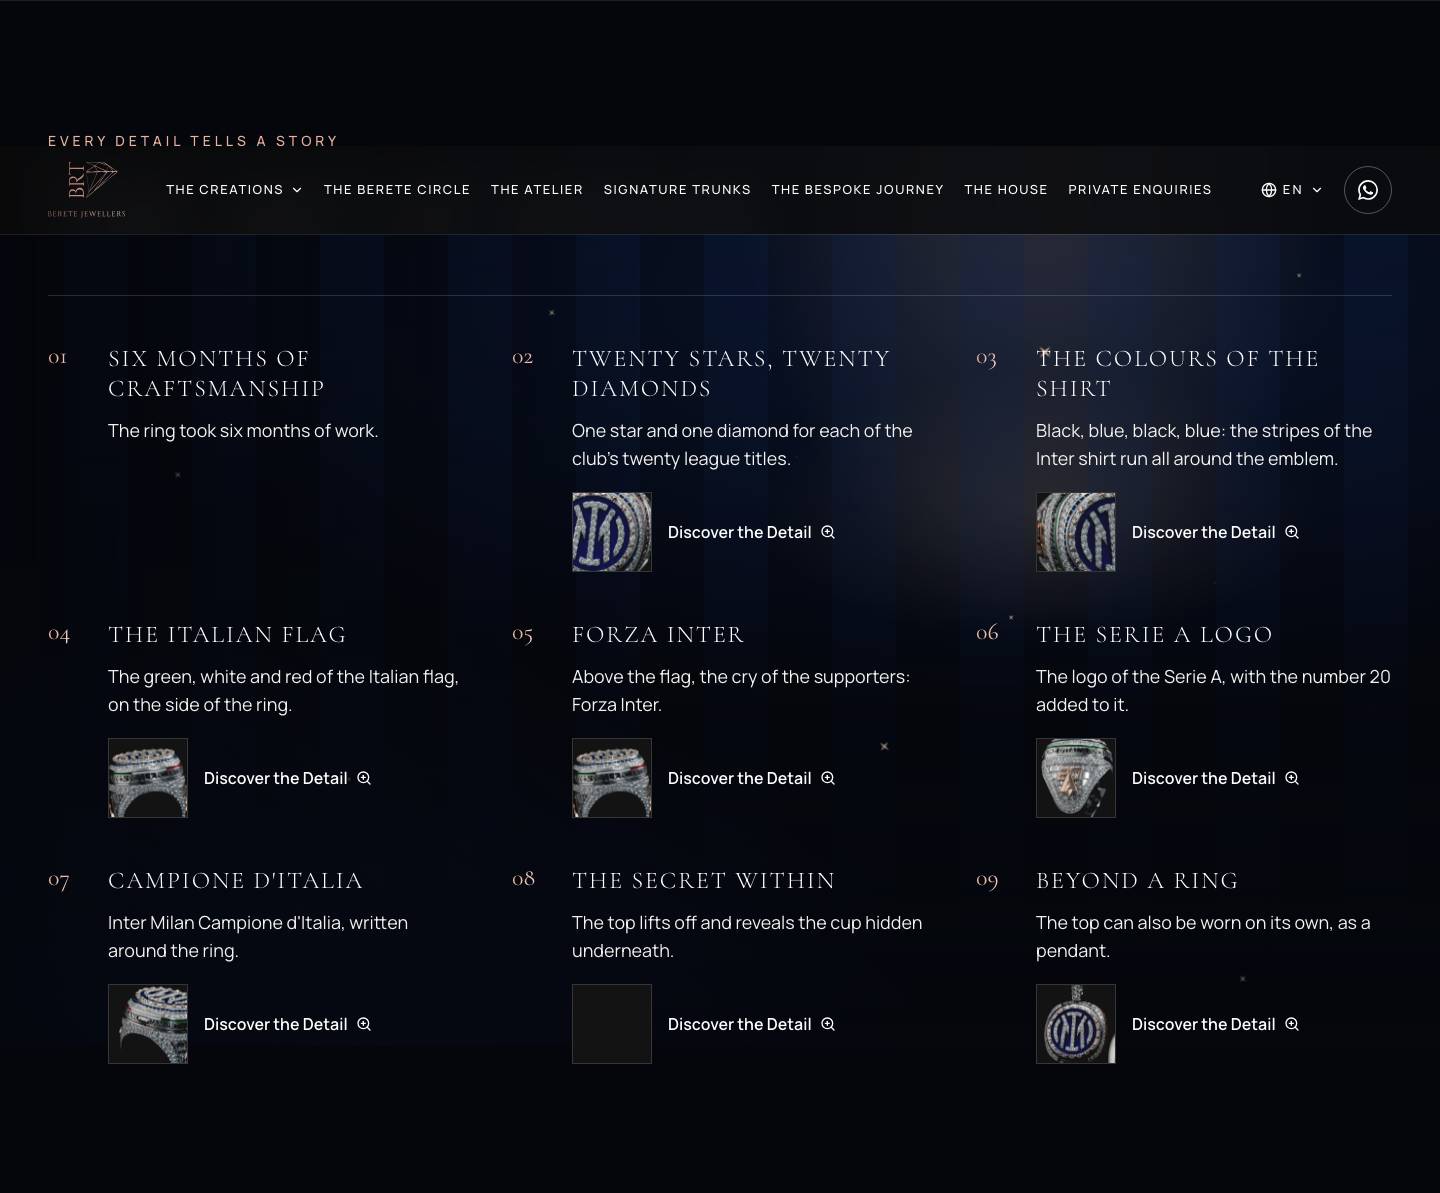 EVERY DETAIL TELLS A STORY
BRT
BERETE JEWELLERS
THE CREATIONS
THE BERETE CIRCLE
THE ATELIER
SIGNATURE TRUNKS
THE BESPOKE JOURNEY
THE HOUSE
PRIVATE ENQUIRIES
EN
01
SIX MONTHS OF
CRAFTSMANSHIP
The ring took six months of work.
02
TWENTY STARS, TWENTY
DIAMONDS
One star and one diamond for each of the
club's twenty league titles.
Discover the Detail
03
THE COLOURS OF THE
SHIRT
Black, blue, black, blue: the stripes of the
Inter shirt run all around the emblem.
Discover the Detail
04
THE ITALIAN FLAG
The green, white and red of the Italian flag,
on the side of the ring.
Discover the Detail
05
FORZA INTER
Above the flag, the cry of the supporters:
Forza Inter.
Discover the Detail
06
THE SERIE A LOGO
The logo of the Serie A, with the number 20
added to it.
Discover the Detail
07
CAMPIONE D'ITALIA
Inter Milan Campione d'Italia, written
around the ring.
Discover the Detail
08
THE SECRET WITHIN
The top lifts off and reveals the cup hidden
underneath.
Discover the Detail
09
BEYOND A RING
The top can also be worn on its own, as a
pendant.
Discover the Detail